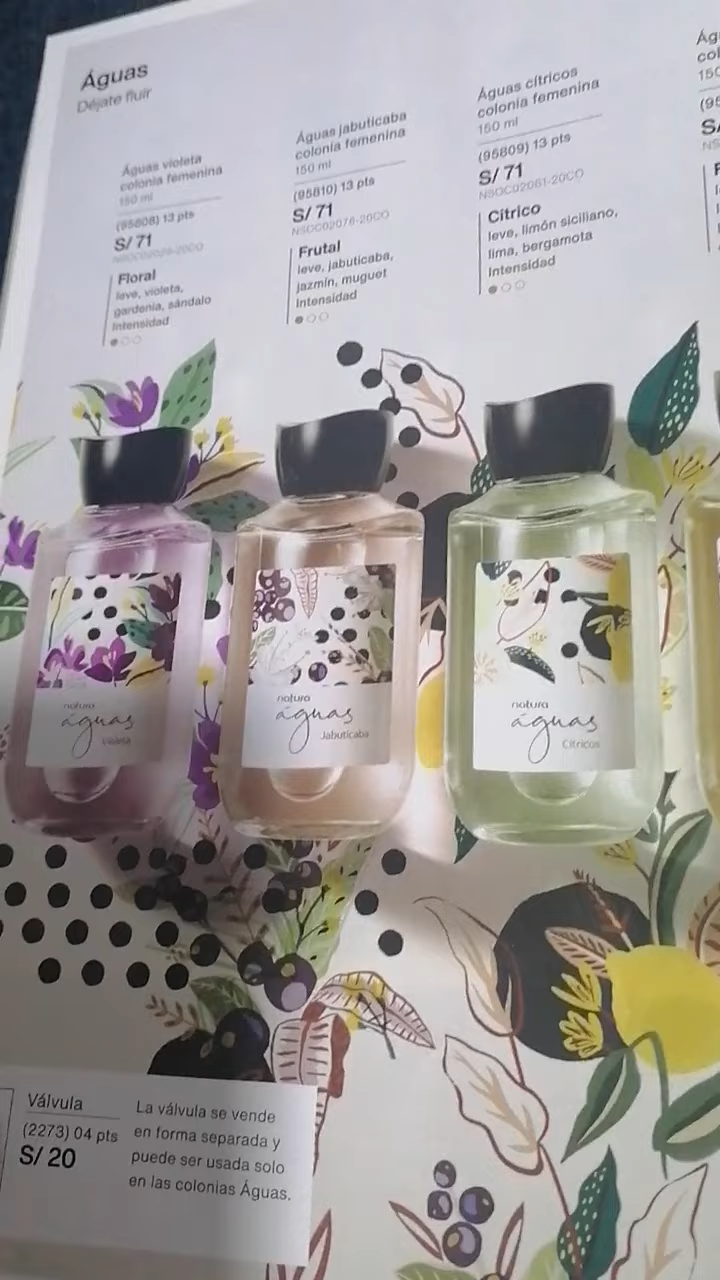 Águas
Déjate fluir
Águas violeta
colonia femenina
150 ml
(95808) 13 pts
S/ 71
Floral
leve, violeta,
gardenia, sándalo
Intensidad
Águas jabuticaba
colonia femenina
150 ml
(95810) 13 pts
S/ 71
NSOC02076-20CO
Frutal
leve, jabuticaba,
jazmín, muguet
Intensidad
Águas cítricos
colonia femenina
150 ml
(95809) 13 pts
S/ 71
NSOC02061-20CO
Cítrico
leve, limón siciliano,
lima, bergamota
Intensidad
natura
águas
Violeta
natura
águas
Jabuticaba
natura
águas
Cítricos
Válvula
(2273) 04 pts
S/ 20
La válvula se vende
en forma separada y
puede ser usada solo
en las colonias Águas.